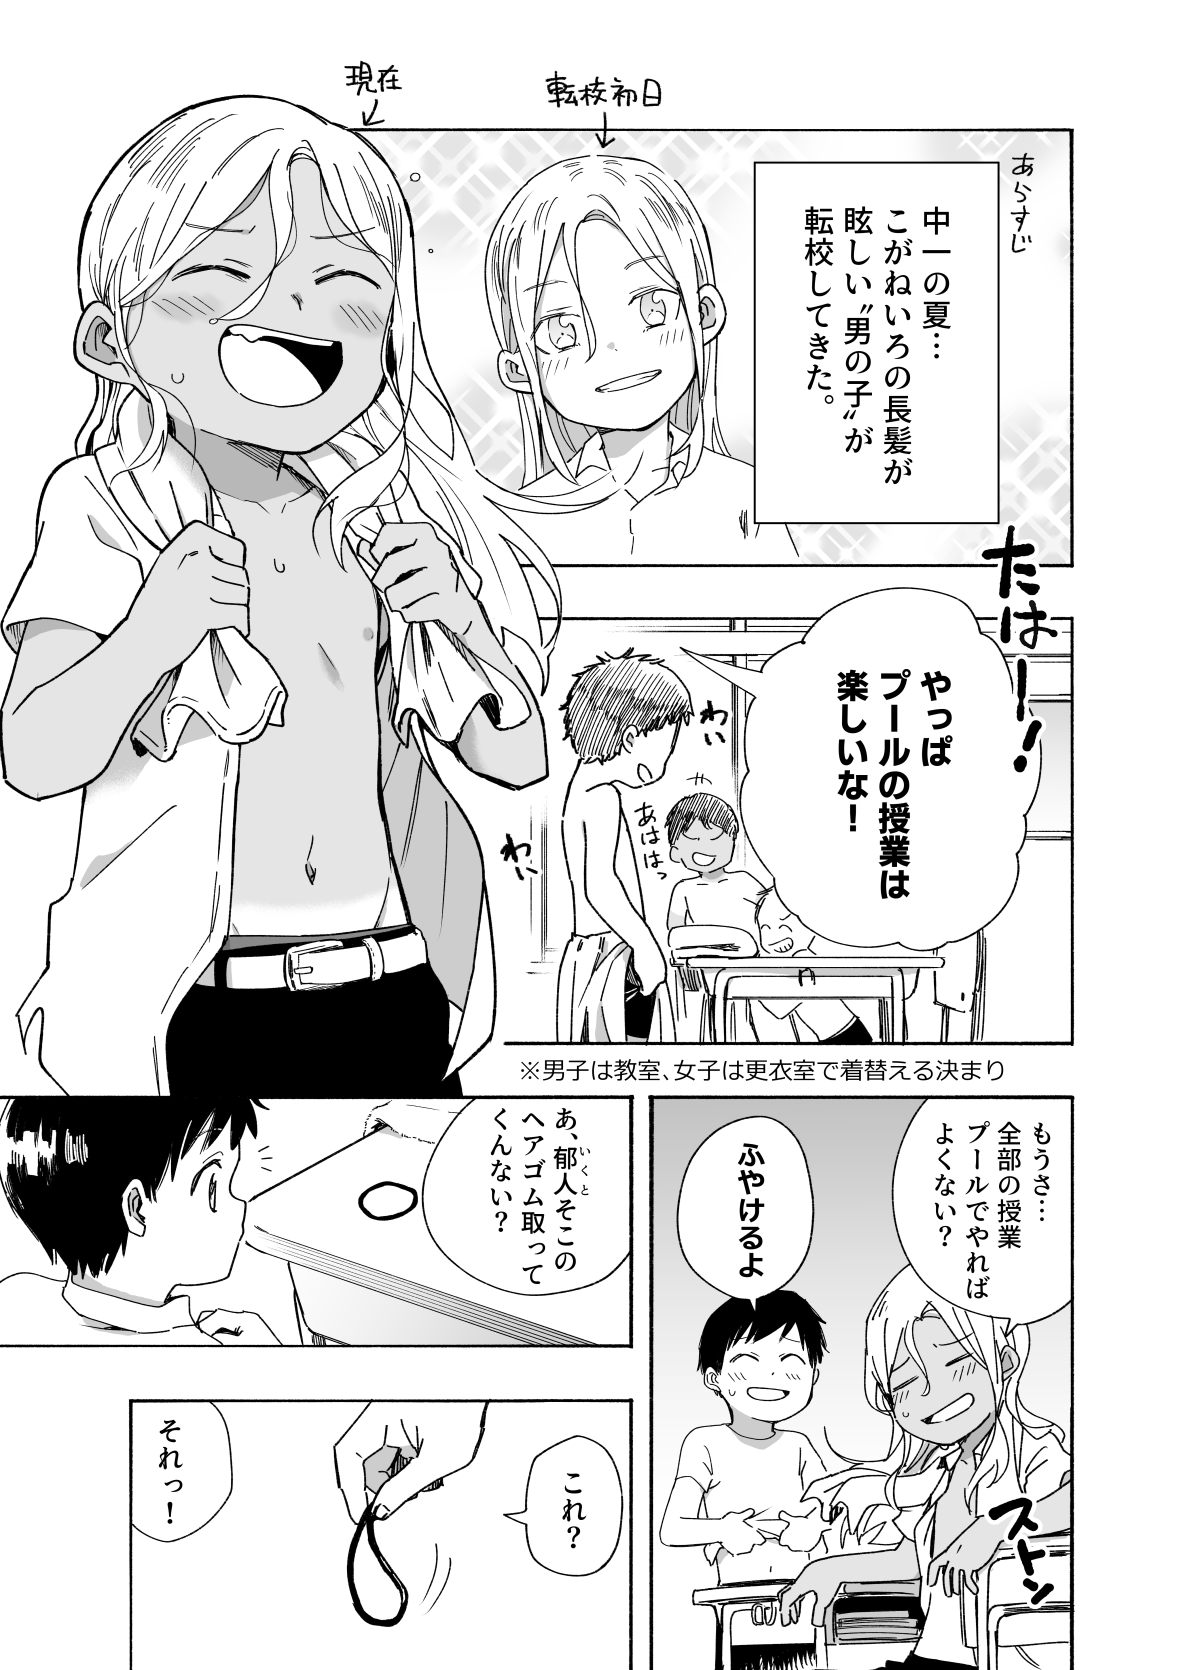 あらすじ
中一の夏…
こがねいろの長髪が
眩しい〝男の子〟が
転校してきた。
転校初日
現在
たはー！
やっぱ
プールの授業は
楽しいな！
わい
あははっ
わい
※男子は教室、女子は更衣室で着替える決まり
もうさ…
全部の授業
プールでやれば
よくない？
ふやけるよ
ストン
あ、郁人そこの
いくと
ヘアゴム取って
くんない？
これ？
それっ！